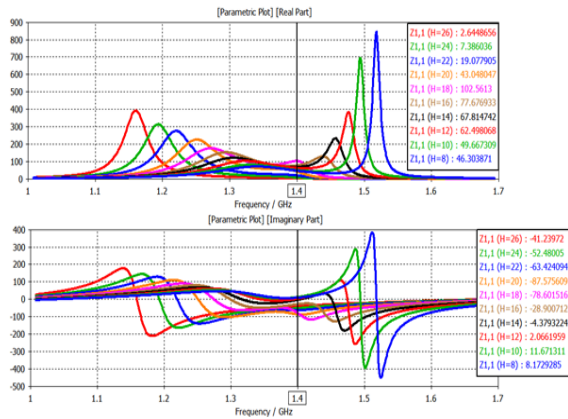 [Parametric Plot] [Real Part]
900
800
700
600
500
400
300
200
100
0
Z1,1 (H=26) : 2.6448656
Z1,1 (H=24) : 7.386036
Z1,1 (H=22) : 19.077905
Z1,1 (H=20) : 43.048047
Z1,1 (H=18) : 102.5613
Z1,1 (H=16) : 77.676933
Z1,1 (H=14) : 67.814742
Z1,1 (H=12) : 62.498068
Z1,1 (H=10) : 49.667309
Z1,1 (H=8) : 46.303871
1 1.1 1.2 1.3 1.4 1.5 1.6 1.7
Frequency / GHz
[Parametric Plot] [Imaginary Part]
400
300
200
100
0
-100
-200
-300
-400
-500
Z1,1 (H=26) : -41.23972
Z1,1 (H=24) : -52.48005
Z1,1 (H=22) : -63.424094
Z1,1 (H=20) : -87.575609
Z1,1 (H=18) : -78.601516
Z1,1 (H=16) : -28.900712
Z1,1 (H=14) : -4.3793224
Z1,1 (H=12) : 2.0661959
Z1,1 (H=10) : 11.671311
Z1,1 (H=8) : 8.1729285
1 1.1 1.2 1.3 1.4 1.5 1.6 1.7
Frequency / GHz